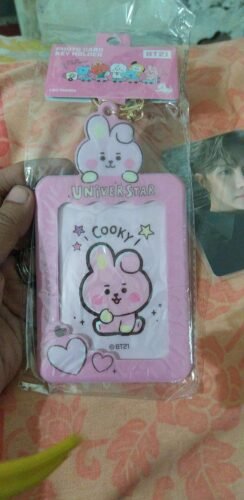 PHOTO CARD
KEY HOLDER
BT21
UNIVERSTAR
COOKY
©BT21